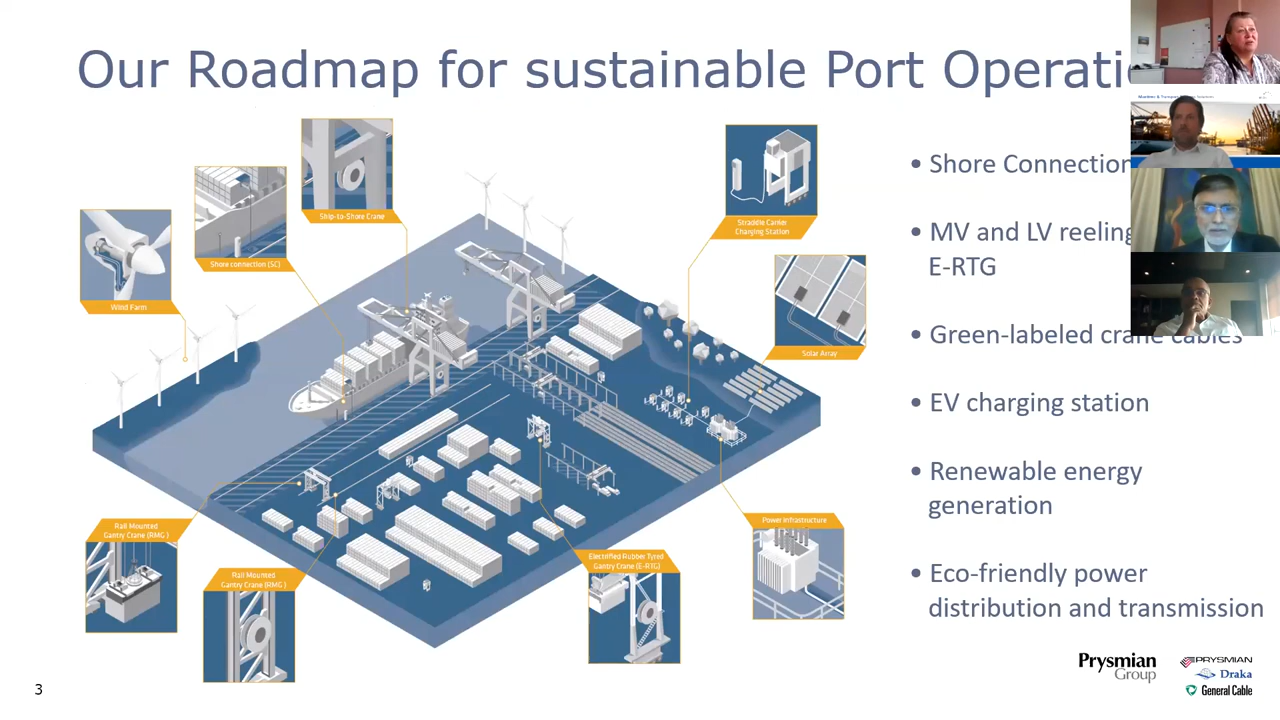 Our Roadmap for sustainable Port Operati
• Shore Connection
• MV and LV reeling
E-RTG
• Green-labeled crane cables
• EV charging station
• Renewable energy
generation
• Eco-friendly power
distribution and transmission
Ship-to-Shore Crane
Shore connection (SC)
Wind Farm
Straddle Carrier
Charging Station
Solar Array
Rail Mounted
Gantry Crane (RMG )
Rail Mounted
Gantry Crane (RMG )
Electrified Rubber Tyred
Gantry Crane (E-RTG)
Power Infrastructure
Prysmian
Group
PRYSMIAN
Draka
General Cable
3